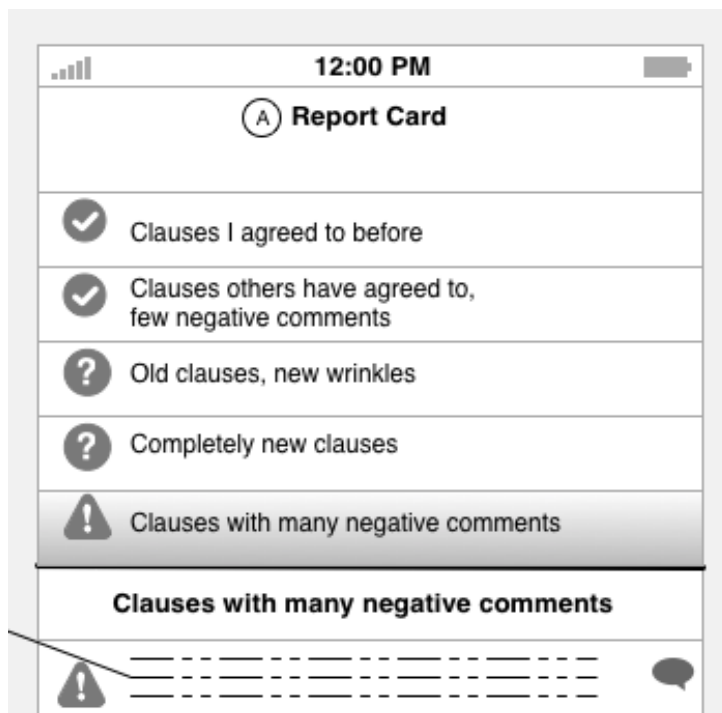 12:00 PM
A Report Card
Clauses I agreed to before
Clauses others have agreed to,
few negative comments
? Old clauses, new wrinkles
? Completely new clauses
! Clauses with many negative comments
Clauses with many negative comments
!